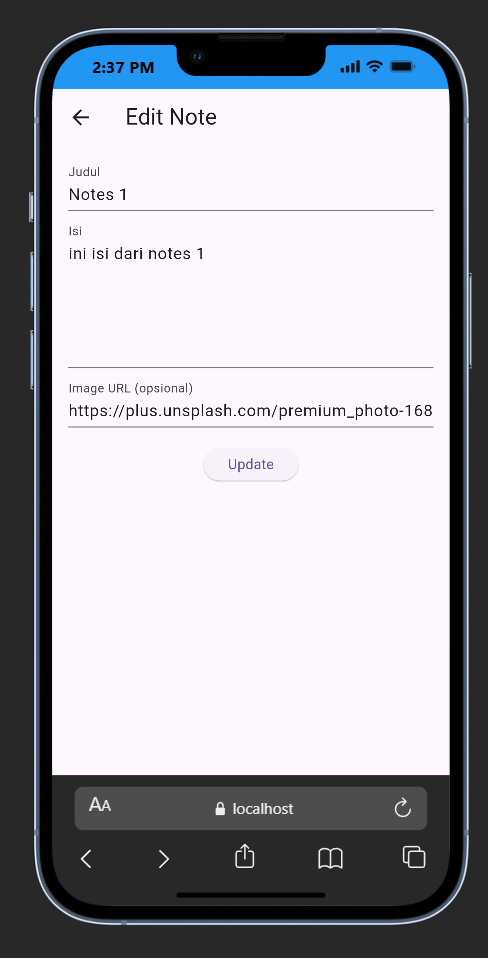 2:37 PM
Edit Note
Judul
Notes 1
Isi
ini isi dari notes 1
Image URL (opsional)
https://plus.unsplash.com/premium_photo-168
Update
AA
localhost